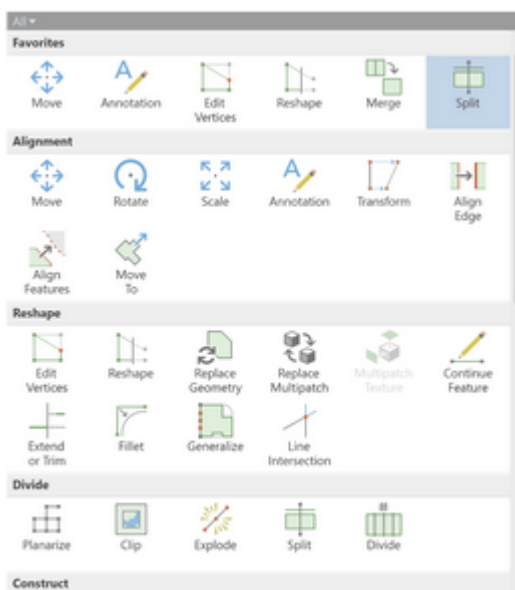 All
Favorites
Move Annotation Edit Reshape Merge Split
Vertices
Alignment
Move Rotate Scale Annotation Transform Align
Edge
Align Move
Features To
Reshape
Edit Reshape Replace Replace Multipatch Continue
Vertices Geometry Multipatch Texture Feature
Extend Fillet Generalize Line
or Trim Intersection
Divide
Planarize Clip Explode Split Divide
Construct